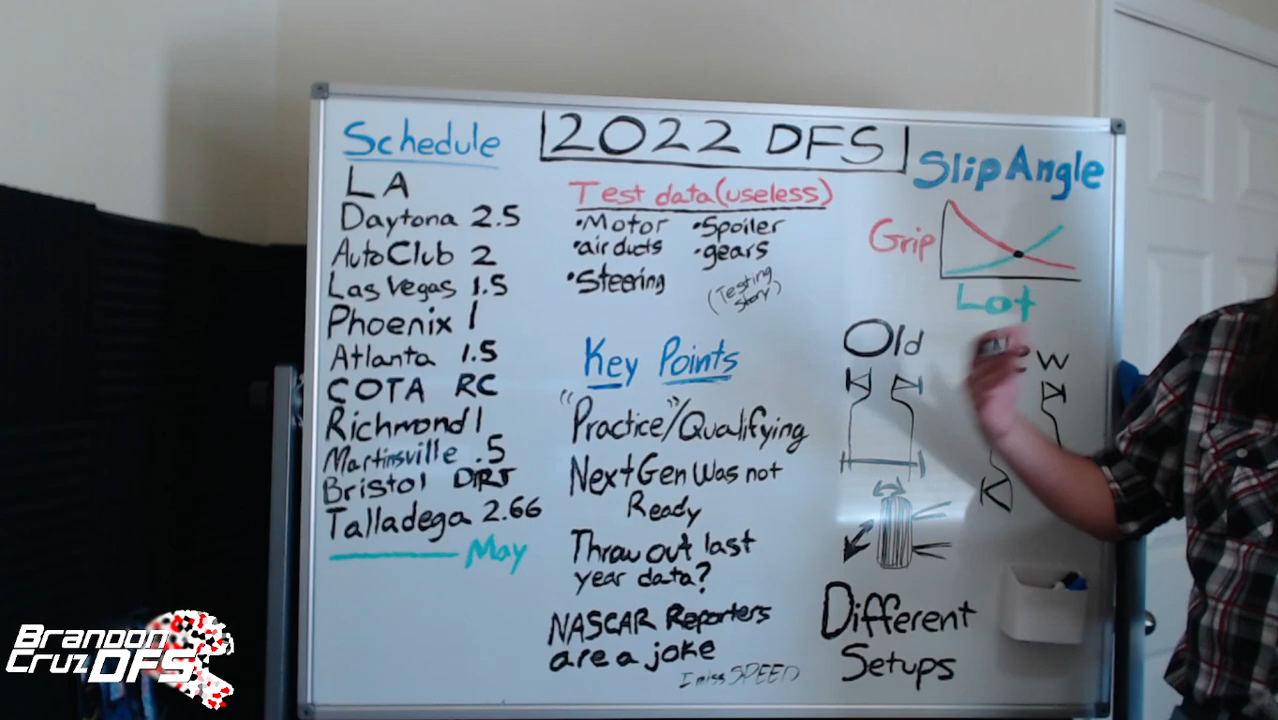 2022 DFS
Schedule
LA
Daytona 2.5
Auto Club 2
Las Vegas 1.5
Phoenix 1
Atlanta 1.5
COTA RC
Richmond 1
Martinsville .5
Bristol DIRT
Talladega 2.66
May
Test data (useless)
•Motor •Spoiler
•air ducts •gears
•Steering
(Testing
Story)
Key Points
"Practice"/Qualifying
Next Gen Was not
Ready
Throw out last
year data?
NASCAR Reporters
are a joke
I miss SPEED
Slip Angle
Grip
Lot
Old
W
Different
Setups
Brandon
Cruz DFS